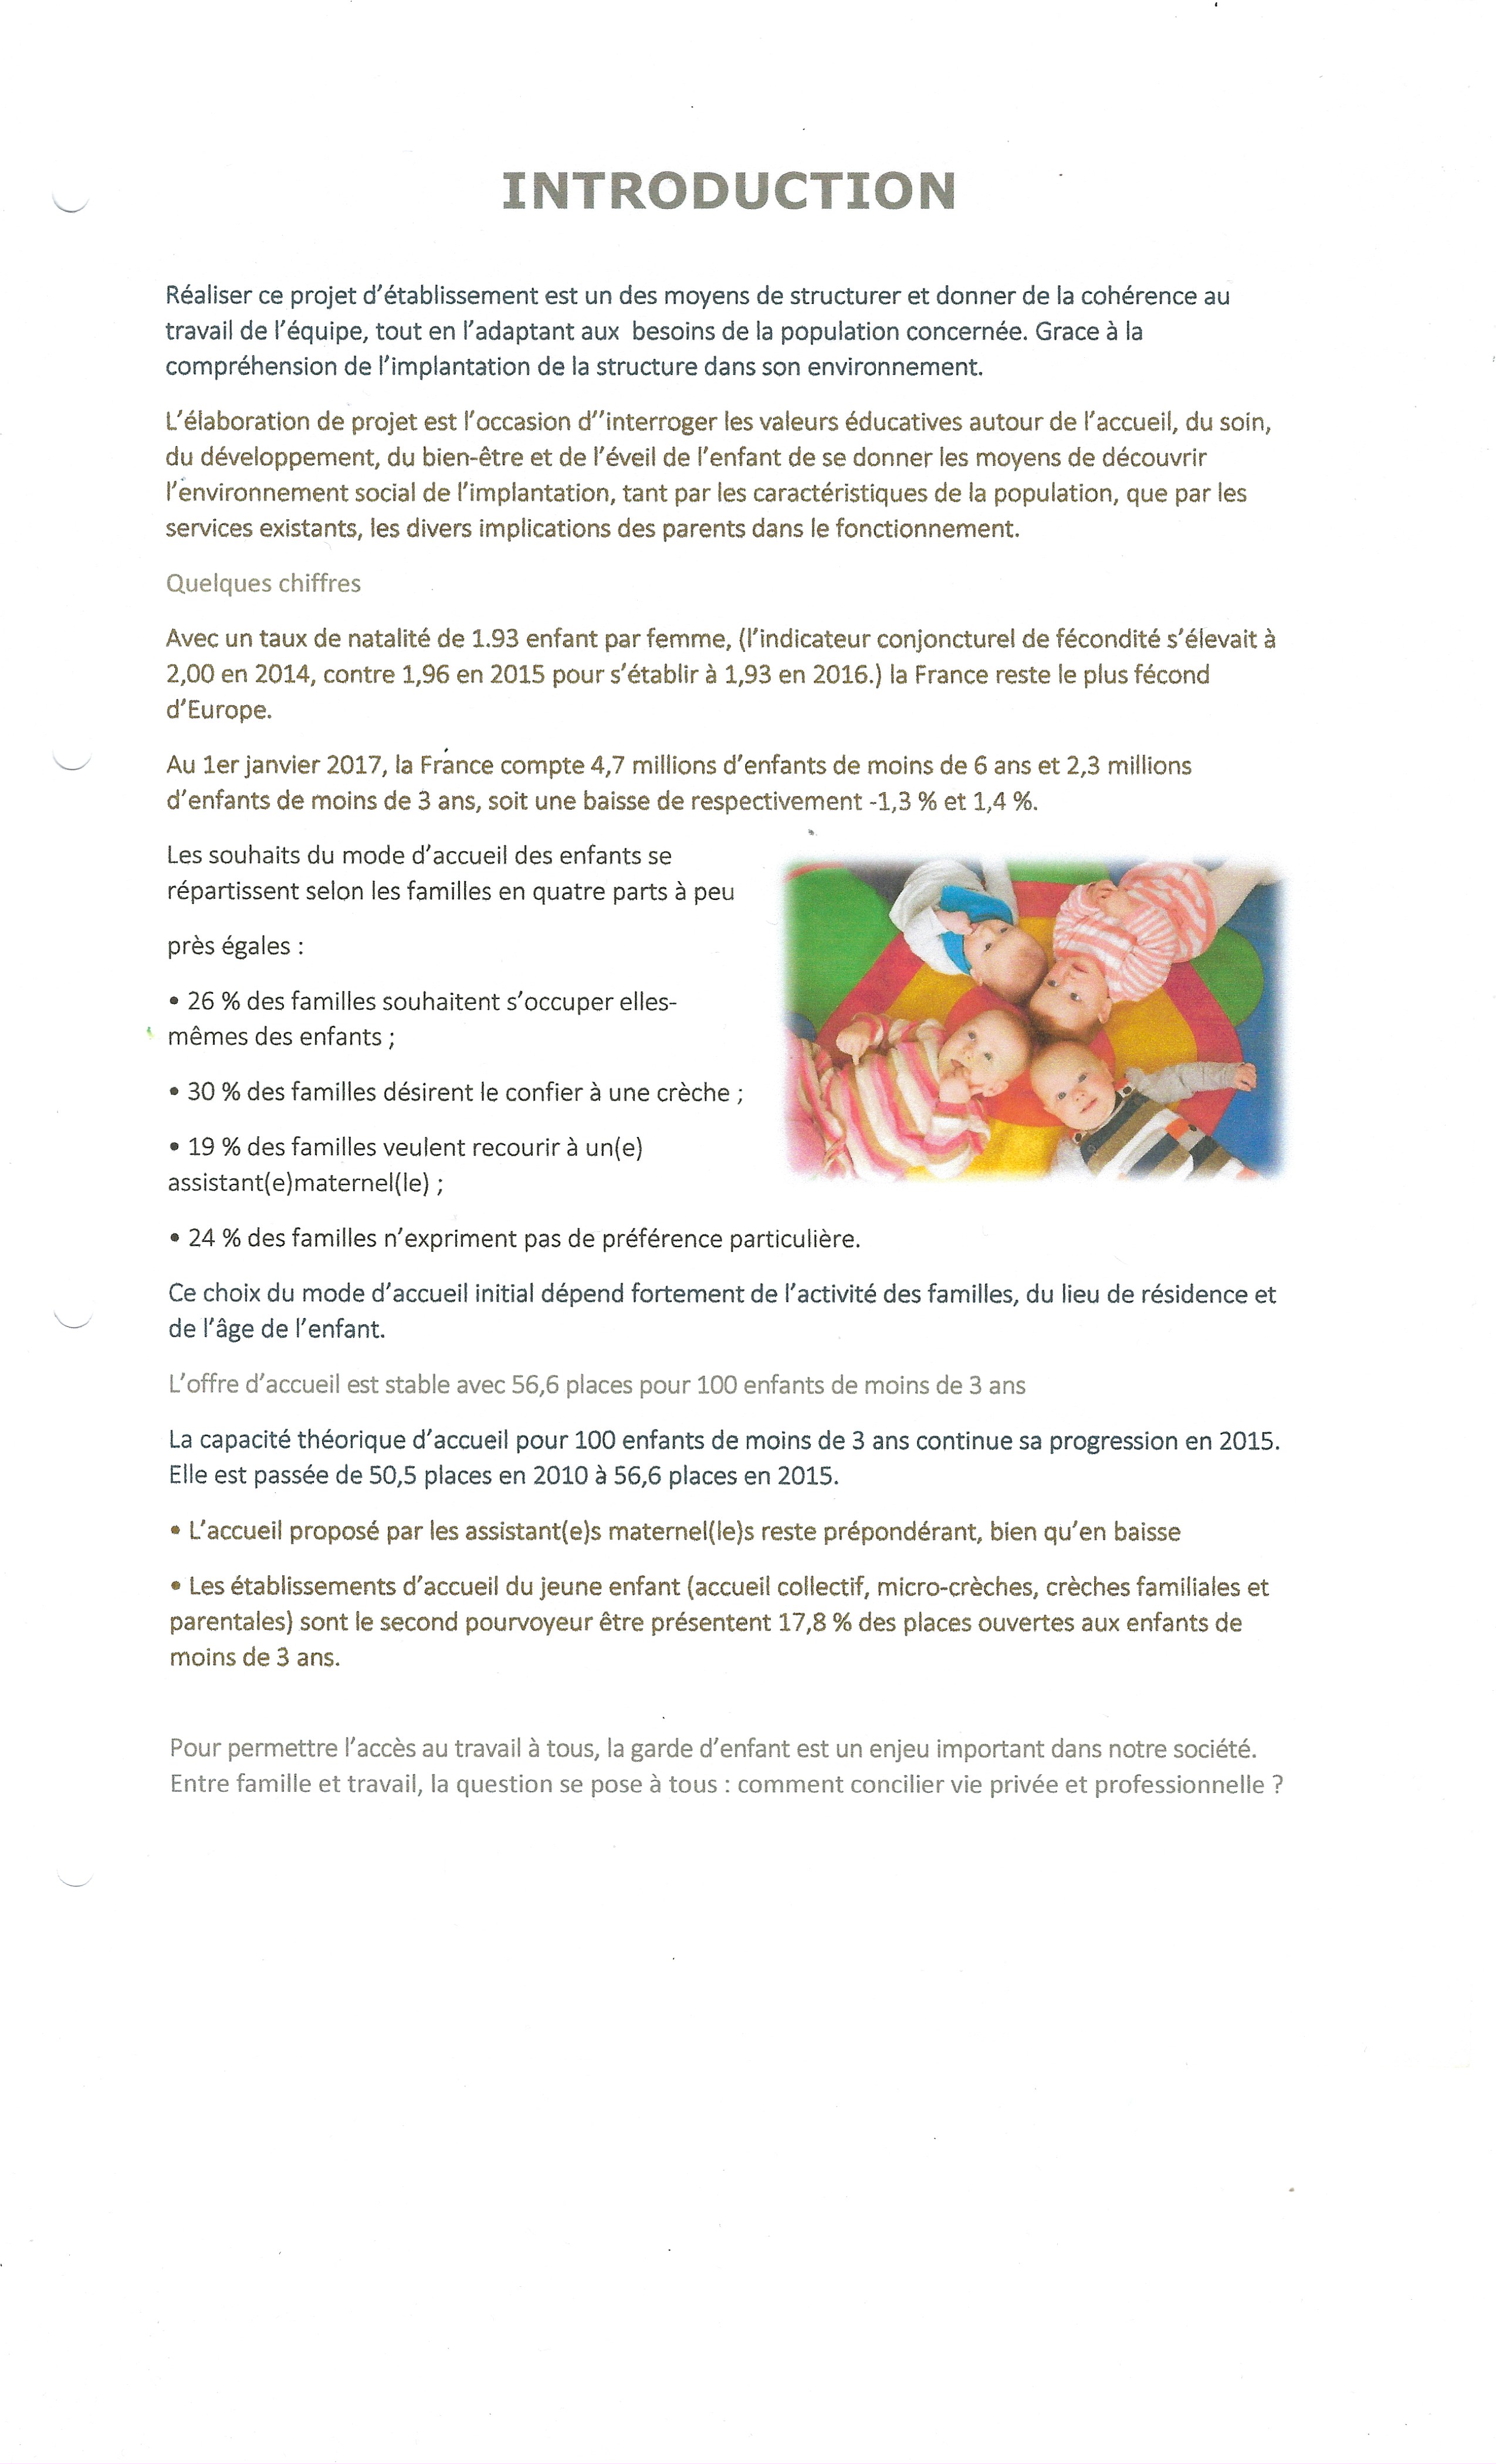 INTRODUCTION
Réaliser ce projet d'établissement est un des moyens de structurer et donner de la cohérence au
travail de l'équipe, tout en l'adaptant aux besoins de la population concernée. Grace à la
compréhension de l'implantation de la structure dans son environnement.
L'élaboration de projet est l'occasion d''interroger les valeurs éducatives autour de l'accueil, du soin,
du développement, du bien-être et de l'éveil de l'enfant de se donner les moyens de découvrir
l'environnement social de l'implantation, tant par les caractéristiques de la population, que par les
services existants, les divers implications des parents dans le fonctionnement.
Quelques chiffres
Avec un taux de natalité de 1.93 enfant par femme, (l'indicateur conjoncturel de fécondité s'élevait à
2,00 en 2014, contre 1,96 en 2015 pour s'établir à 1,93 en 2016.) la France reste le plus fécond
d'Europe.
Au 1er janvier 2017, la France compte 4,7 millions d'enfants de moins de 6 ans et 2,3 millions
d'enfants de moins de 3 ans, soit une baisse de respectivement -1,3 % et 1,4 %.
Les souhaits du mode d'accueil des enfants se
répartissent selon les familles en quatre parts à peu
près égales :
• 26 % des familles souhaitent s'occuper elles-
mêmes des enfants ;
• 30 % des familles désirent le confier à une crèche ;
• 19 % des familles veulent recourir à un(e)
assistant(e)maternel(le) ;
• 24 % des familles n'expriment pas de préférence particulière.
Ce choix du mode d'accueil initial dépend fortement de l'activité des familles, du lieu de résidence et
de l'âge de l'enfant.
L'offre d'accueil est stable avec 56,6 places pour 100 enfants de moins de 3 ans
La capacité théorique d'accueil pour 100 enfants de moins de 3 ans continue sa progression en 2015.
Elle est passée de 50,5 places en 2010 à 56,6 places en 2015.
• L'accueil proposé par les assistant(e)s maternel(le)s reste prépondérant, bien qu'en baisse
• Les établissements d'accueil du jeune enfant (accueil collectif, micro-crèches, crèches familiales et
parentales) sont le second pourvoyeur être présentent 17,8 % des places ouvertes aux enfants de
moins de 3 ans.
Pour permettre l'accès au travail à tous, la garde d'enfant est un enjeu important dans notre société.
Entre famille et travail, la question se pose à tous : comment concilier vie privée et professionnelle ?